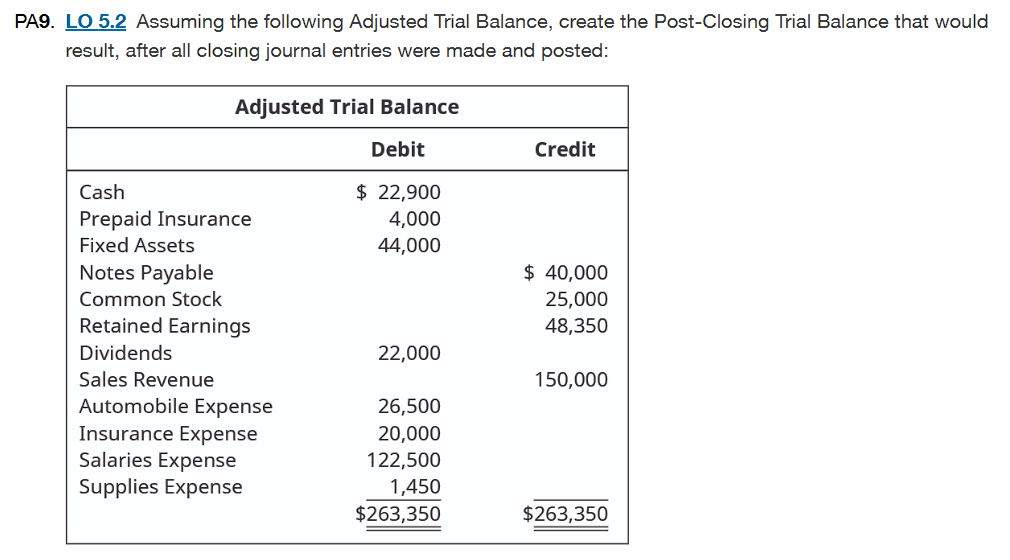 PA9. LO 5.2 Assuming the following Adjusted Trial Balance, create the Post-Closing Trial Balance that would
result, after all closing journal entries were made and posted:
Adjusted Trial Balance
Debit Credit
Cash $ 22,900
Prepaid Insurance 4,000
Fixed Assets 44,000
Notes Payable $ 40,000
Common Stock 25,000
Retained Earnings 48,350
Dividends 22,000
Sales Revenue 150,000
Automobile Expense 26,500
Insurance Expense 20,000
Salaries Expense 122,500
Supplies Expense 1,450
$263,350 $263,350